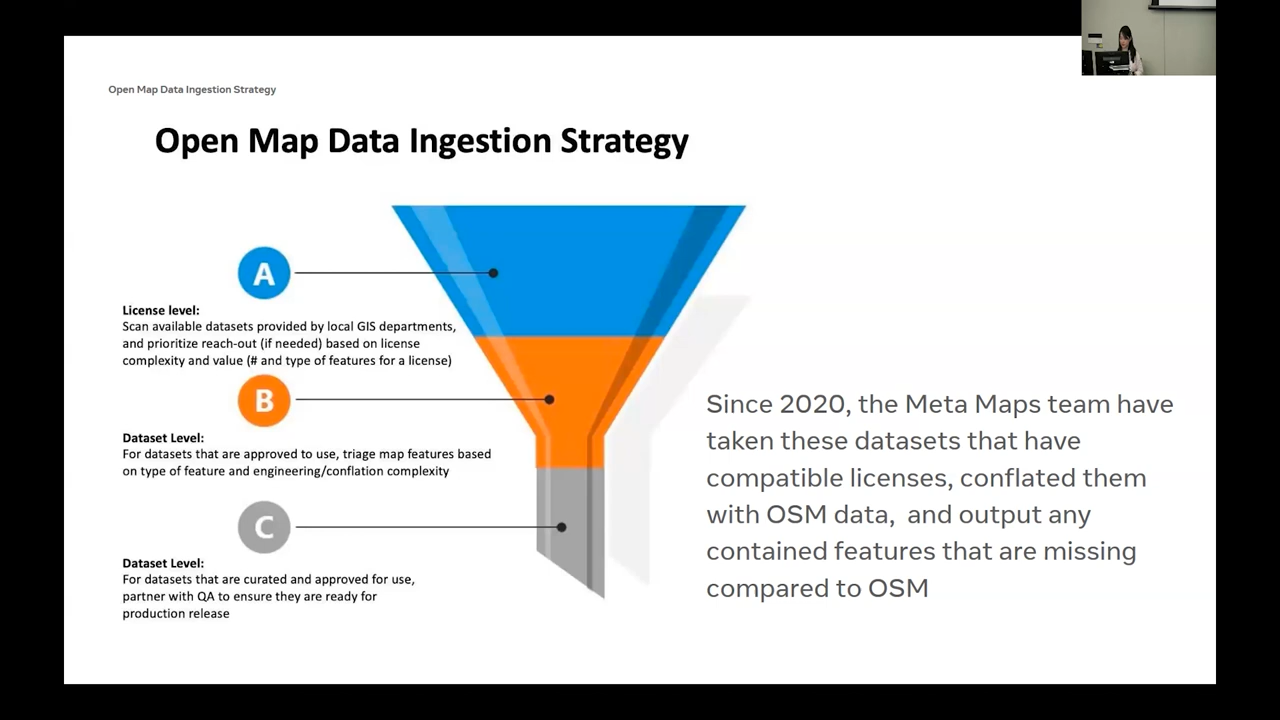 Open Map Data Ingestion Strategy
Open Map Data Ingestion Strategy
A
License level:
Scan available datasets provided by local GIS departments,
and prioritize reach-out (if needed) based on license
complexity and value (# and type of features for a license)
B
Dataset Level:
For datasets that are approved to use, triage map features based
on type of feature and engineering/conflation complexity
C
Dataset Level:
For datasets that are curated and approved for use,
partner with QA to ensure they are ready for
production release
Since 2020, the Meta Maps team have
taken these datasets that have
compatible licenses, conflated them
with OSM data,  and output any
contained features that are missing
compared to OSM